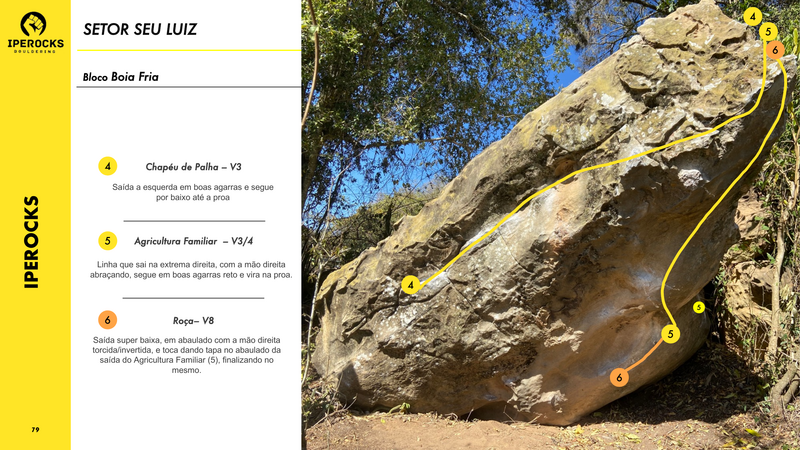 IPEROCKS
BOULDERING
SETOR SEU LUIZ
Bloco Boia Fria
4 Chapéu de Palha – V3
Saída a esquerda em boas agarras e segue
por baixo até a proa
5 Agricultura Familiar – V3/4
Linha que sai na extrema direita, com a mão direita
abraçando, segue em boas agarras reto e vira na proa.
6 Roça– V8
Saída super baixa, em abaulado com a mão direita
torcida/invertida, e toca dando tapa no abaulado da
saída do Agricultura Familiar (5), finalizando no
mesmo.
IPEROCKS
79
4
5
6
4
5
5
6